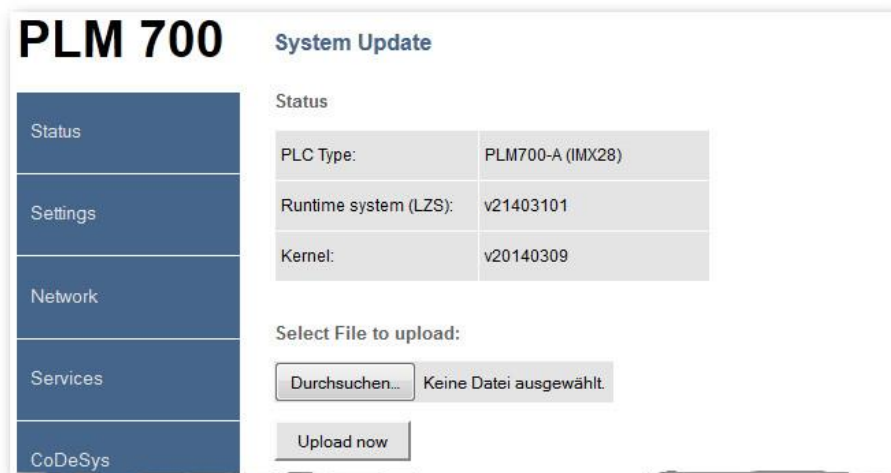 PLM 700
System Update
Status
Status
PLC Type: PLM700-A (IMX28)
Runtime system (LZS): v21403101
Settings
Kernel: v20140309
Network
Select File to upload:
Services
Durchsuchen... Keine Datei ausgewählt.
Upload now
CoDeSys